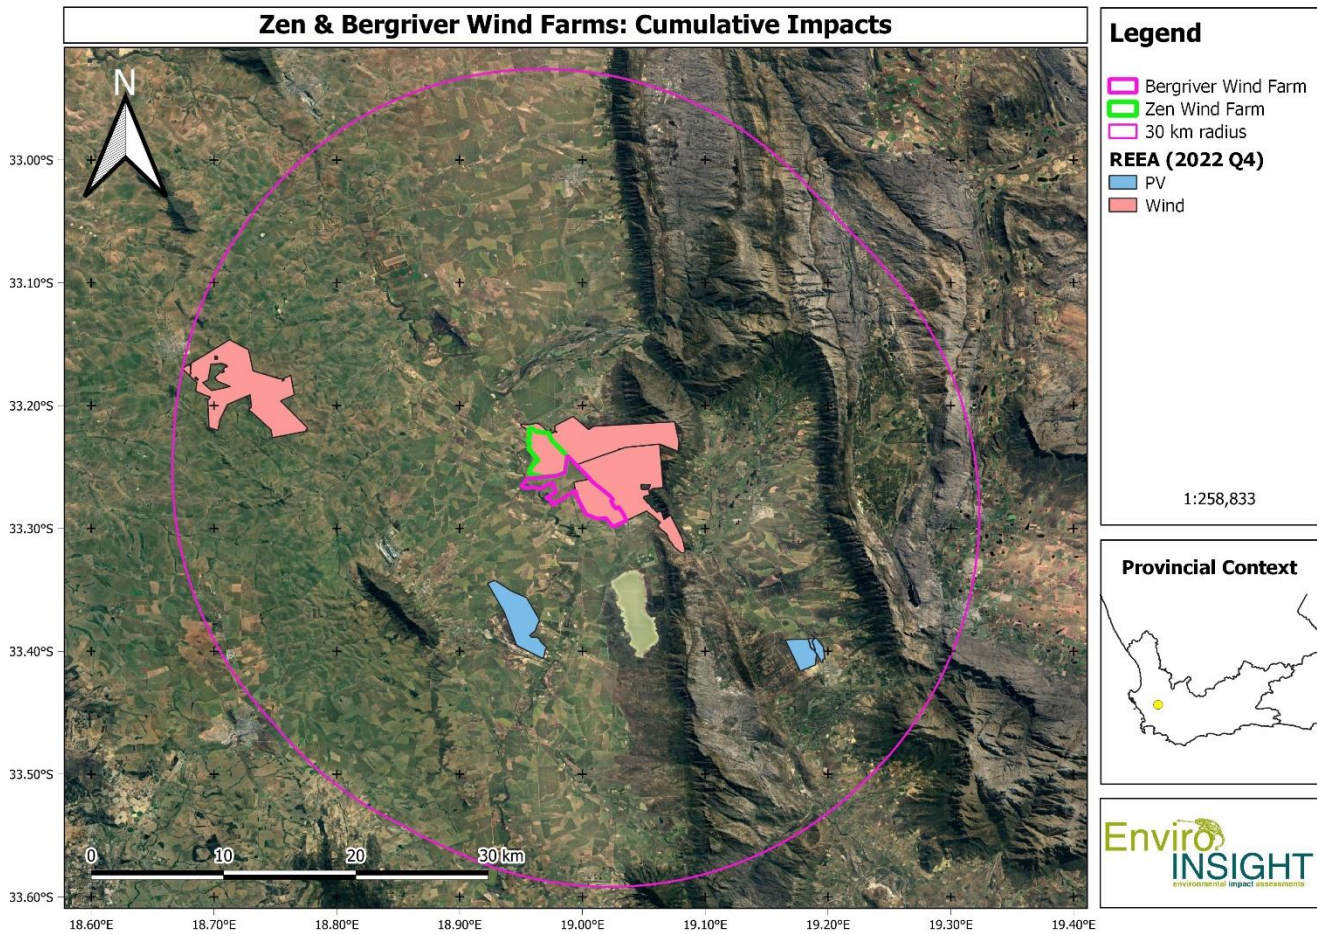 Zen & Bergriver Wind Farms: Cumulative Impacts
N
33.00°S
33.10°S
33.20°S
33.30°S
33.40°S
33.50°S
33.60°S
0 10 20 30 km
18.60°E 18.70°E 18.80°E 18.90°E 19.00°E 19.10°E 19.20°E 19.30°E 19.40°E
Legend
Bergriver Wind Farm
Zen Wind Farm
30 km radius
REEA (2022 Q4)
PV
Wind
1:258,833
Provincial Context
Enviro
INSIGHT
environmental impact assessments